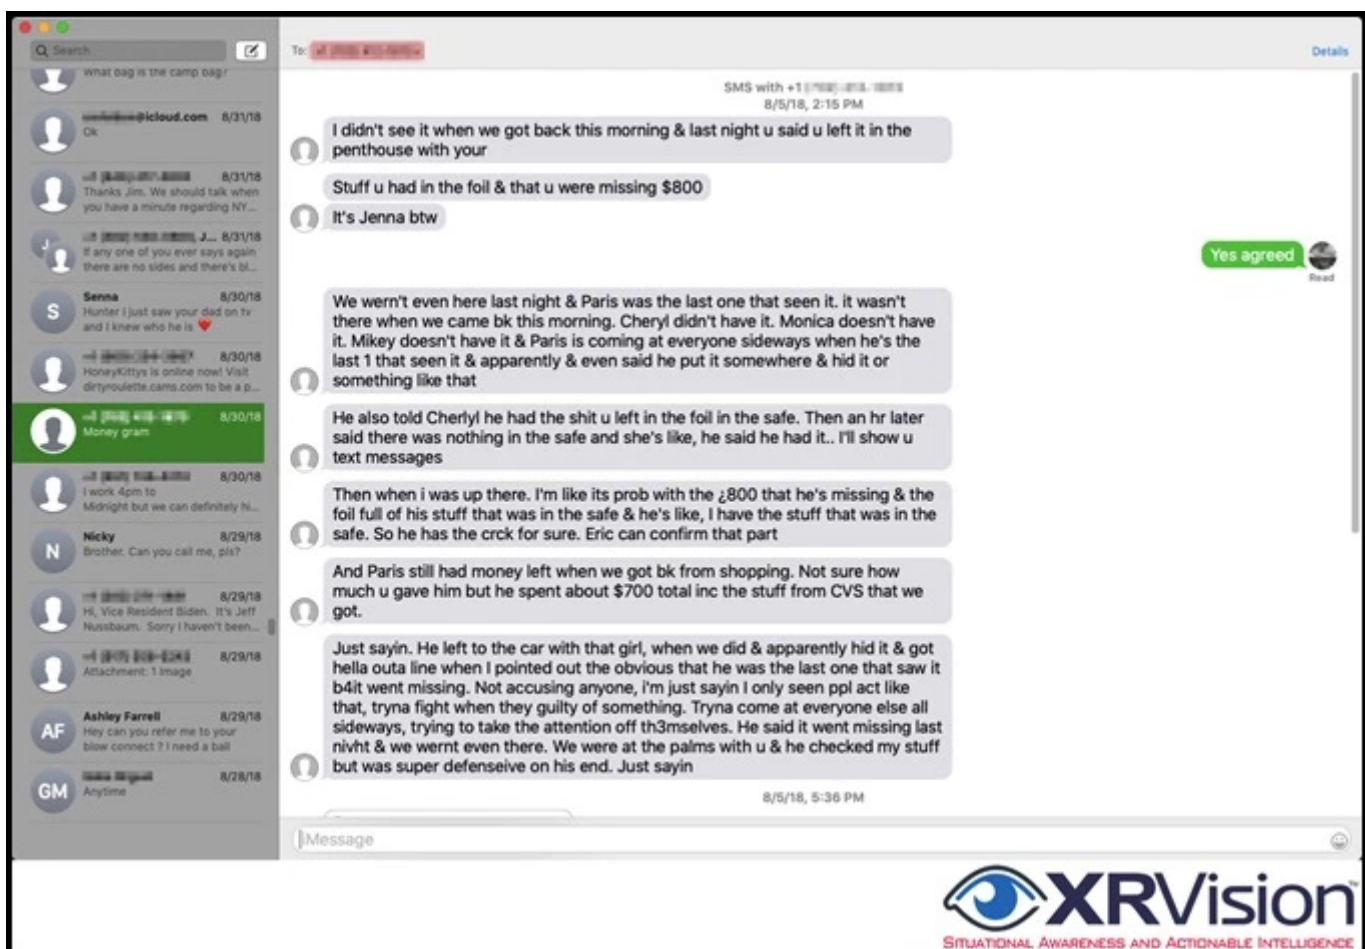 Search
To:
Details
What bag is the camp bag?
@icloud.com 8/31/18
Ok
8/31/18
Thanks Jim. We should talk when
you have a minute regarding NY...
J... 8/31/18
If any one of you ever says again
there are no sides and there's bl...
Senna 8/30/18
Hunter I just saw your dad on tv
and I knew who he is ❤️
8/30/18
HoneyKittys is online now! Visit
dirtyroulette.cams.com to be a p...
8/30/18
Money gram
8/30/18
I work 4pm to
Midnight but we can definitely hi...
Nicky 8/29/18
Brother. Can you call me, pls?
8/29/18
Hi, Vice Resident Biden. It's Jeff
Nussbaum. Sorry I haven't been...
8/29/18
Attachment: 1 Image
Ashley Farrell 8/29/18
Hey can you refer me to your
blow connect ? I need a ball
8/28/18
Anytime
J
S
N
AF
GM
SMS with +1
8/5/18, 2:15 PM
I didn't see it when we got back this morning & last night u said u left it in the
penthouse with your
Stuff u had in the foil & that u were missing $800
It's Jenna btw
Yes agreed
Read
We wern't even here last night & Paris was the last one that seen it. it wasn't
there when we came bk this morning. Cheryl didn't have it. Monica doesn't have
it. Mikey doesn't have it & Paris is coming at everyone sideways when he's the
last 1 that seen it & apparently & even said he put it somewhere & hid it or
something like that
He also told Cherlyl he had the shit u left in the foil in the safe. Then an hr later
said there was nothing in the safe and she's like, he said he had it.. I'll show u
text messages
Then when i was up there. I'm like its prob with the ¿800 that he's missing & the
foil full of his stuff that was in the safe & he's like, I have the stuff that was in the
safe. So he has the crck for sure. Eric can confirm that part
And Paris still had money left when we got bk from shopping. Not sure how
much u gave him but he spent about $700 total inc the stuff from CVS that we
got.
Just sayin. He left to the car with that girl, when we did & apparently hid it & got
hella outa line when I pointed out the obvious that he was the last one that saw it
b4it went missing. Not accusing anyone, i'm just sayin I only seen ppl act like
that, tryna fight when they guilty of something. Tryna come at everyone else all
sideways, trying to take the attention off th3mselves. He said it went missing last
nivht & we wernt even there. We were at the palms with u & he checked my stuff
but was super defenseive on his end. Just sayin
8/5/18, 5:36 PM
iMessage
XRVision
SITUATIONAL AWARENESS AND ACTIONABLE INTELLIGENCE